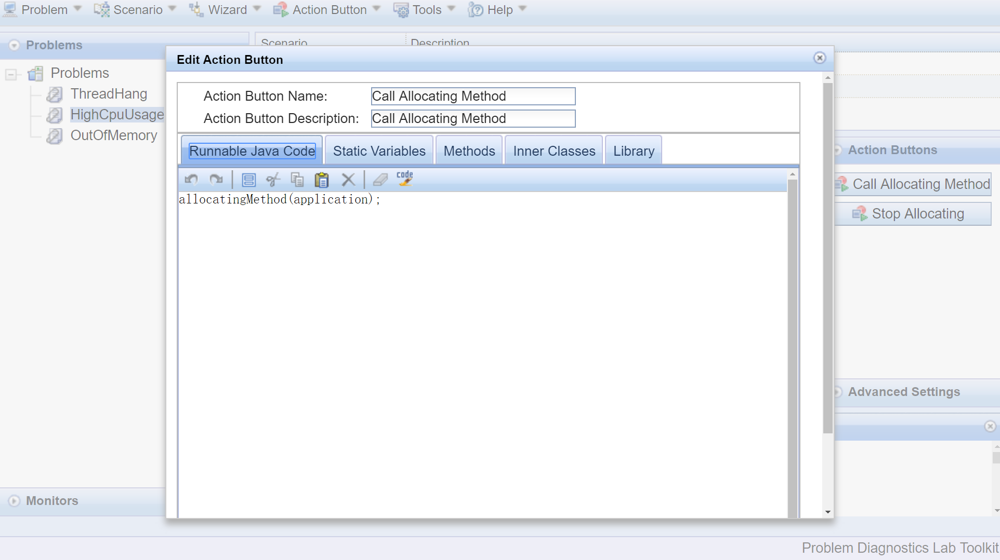 Problem Scenario Wizard Action Button Tools Help
Problems
Scenario Description
Problems
ThreadHang
HighCpuUsage
OutOfMemory
Monitors
Edit Action Button
Action Button Name: Call Allocating Method
Action Button Description: Call Allocating Method
Runnable Java Code Static Variables Methods Inner Classes Library
code
allocatingMethod(application);
Action Buttons
Call Allocating Method
Stop Allocating
Advanced Settings
Problem Diagnostics Lab Toolkit